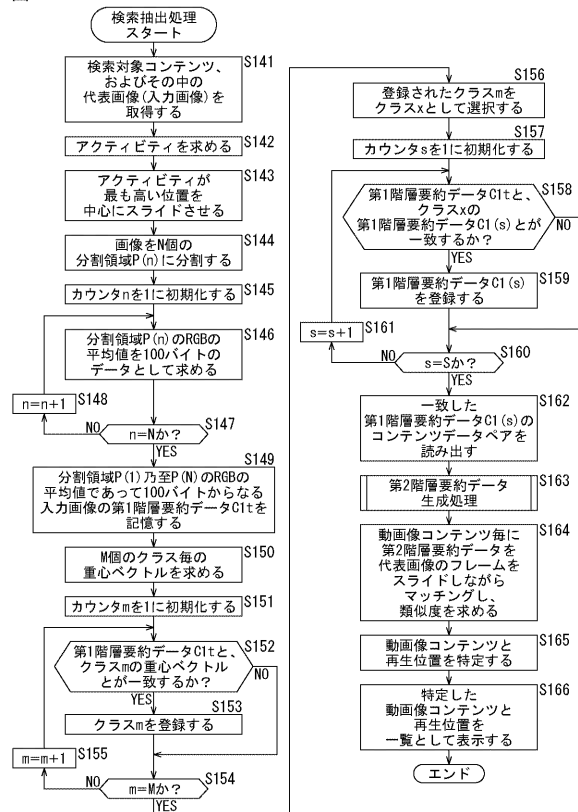 検索抽出処理
スタート
S141
検索対象コンテンツ、
およびその中の
代表画像(入力画像)を
取得する
S142
アクティビティを求める
S143
アクティビティが
最も高い位置を
中心にスライドさせる
S144
画像をN個の
分割領域P(n)に分割する
S145
カウンタnを1に初期化する
S146
分割領域P(n)のRGBの
平均値を100バイトの
データとして求める
S148
n=n+1
S147
n=Nか?
NO
YES
S149
分割領域P(1)乃至P(N)のRGBの
平均値であって100バイトからなる
入力画像の第1階層要約データC1tを
記憶する
S150
M個のクラス毎の
重心ベクトルを求める
S151
カウンタmを1に初期化する
S152
第1階層要約データC1tと、
クラスmの重心ベクトル
とが一致するか?
NO
YES
S153
クラスmを登録する
S155
m=m+1
S154
m=Mか?
NO
YES
S156
登録されたクラスmを
クラスxとして選択する
S157
カウンタsを1に初期化する
S158
第1階層要約データC1tと、
クラスxの
第1階層要約データC1(s)とが
一致するか?
NO
YES
S159
第1階層要約データC1(s)
を登録する
S161
s=s+1
S160
s=Sか?
NO
YES
S162
一致した
第1階層要約データC1(s)の
コンテンツデータペアを
読み出す
S163
第2階層要約データ
生成処理
S164
動画像コンテンツ毎に
第2階層要約データを
代表画像のフレームを
スライドしながら
マッチングし、
類似度を求める
S165
動画像コンテンツと
再生位置を特定する
S166
特定した
動画像コンテンツと
再生位置を
一覧として表示する
エンド